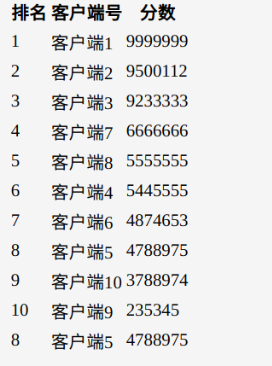 排名 客户端号 分数
1 客户端1 9999999
2 客户端2 9500112
3 客户端3 9233333
4 客户端7 6666666
5 客户端8 5555555
6 客户端4 5445555
7 客户端6 4874653
8 客户端5 4788975
9 客户端10 3788974
10 客户端9 235345
8 客户端5 4788975